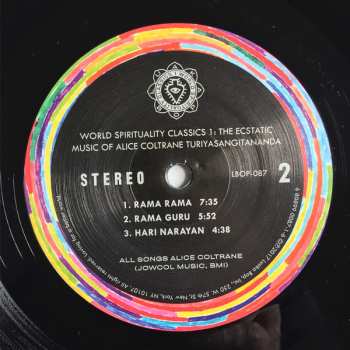 WORLD SPIRITUALITY CLASSICS 1: THE ECSTATIC
MUSIC OF ALICE COLTRANE TURIYASANGITANANDA
STEREO
LBOP-087
2
1. RAMA RAMA 7:35
2. RAMA GURU 5:52
3. HARI NARAYAN 4:38
ALL SONGS ALICE COLTRANE
(JOWCOL MUSIC, BMI)